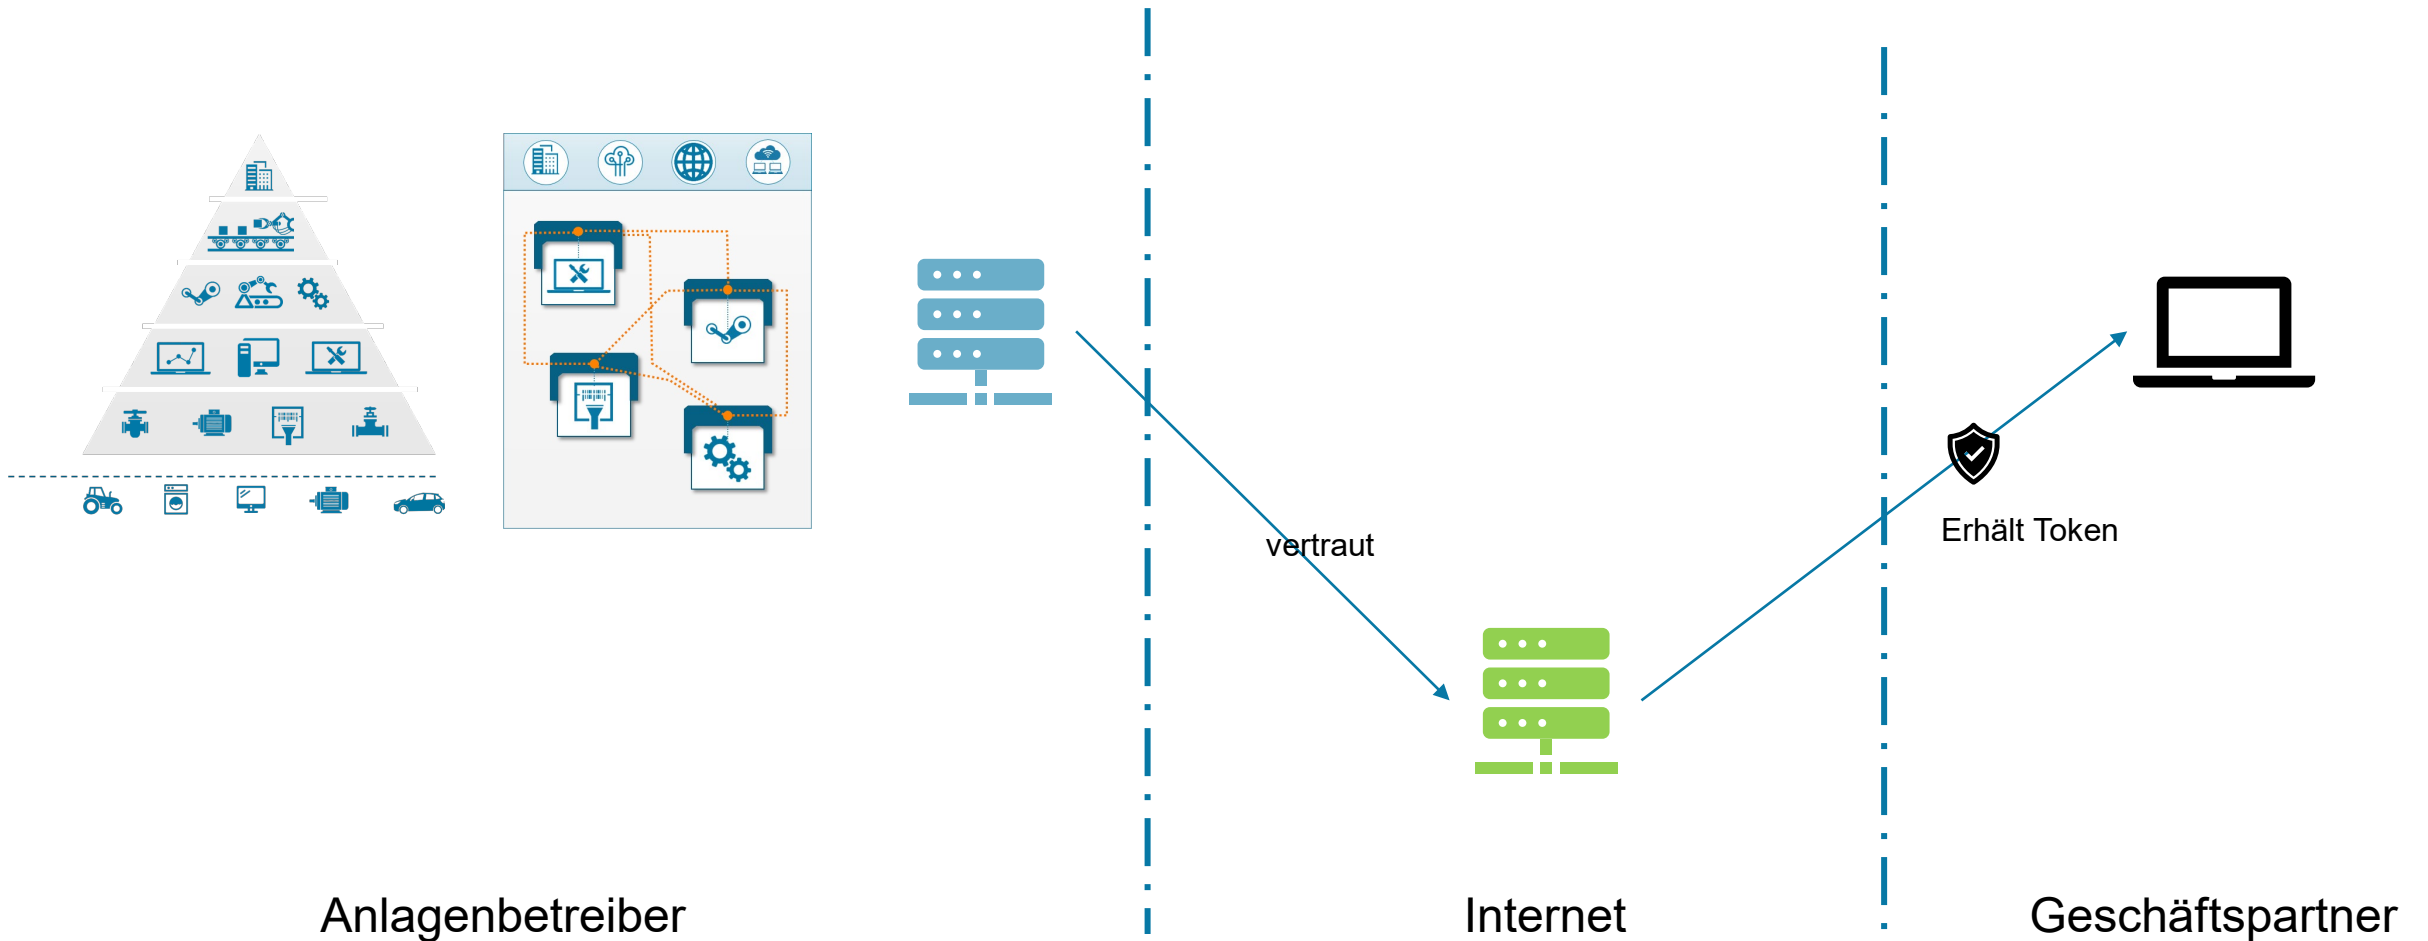 vertraut
Erhält Token
Anlagenbetreiber
Internet
Geschäftspartner